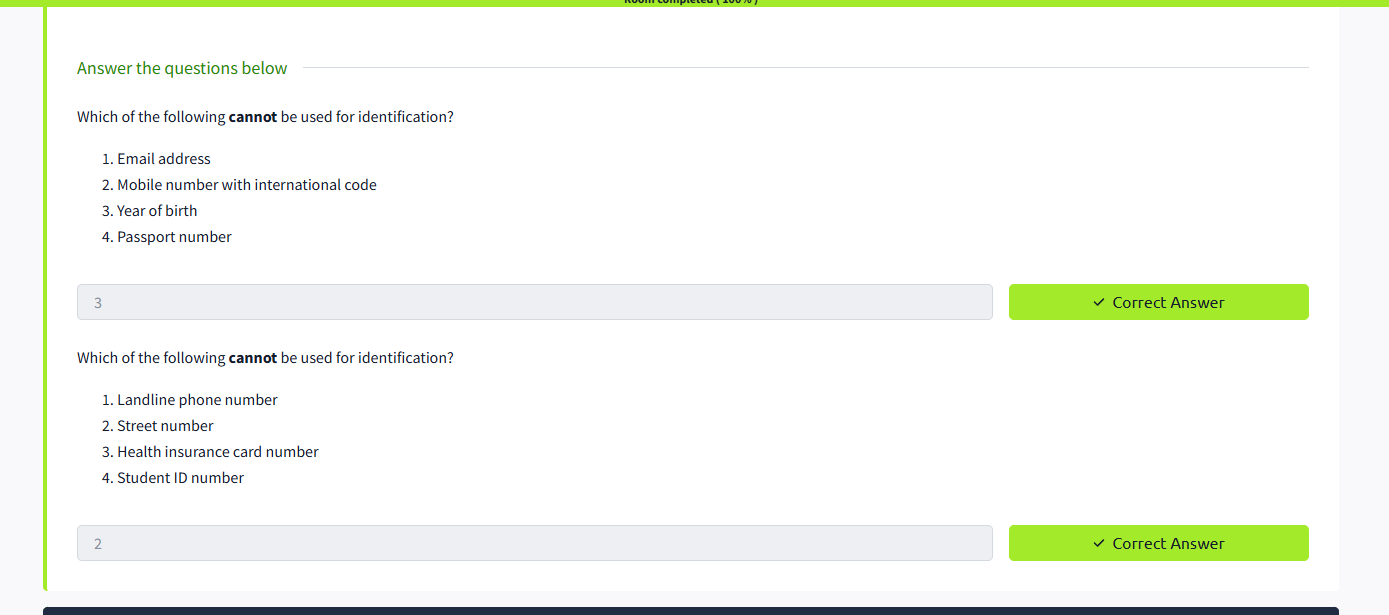 Room completed ( 100% )
Answer the questions below
Which of the following cannot be used for identification?
1. Email address
2. Mobile number with international code
3. Year of birth
4. Passport number
3
✓ Correct Answer
Which of the following cannot be used for identification?
1. Landline phone number
2. Street number
3. Health insurance card number
4. Student ID number
2
✓ Correct Answer